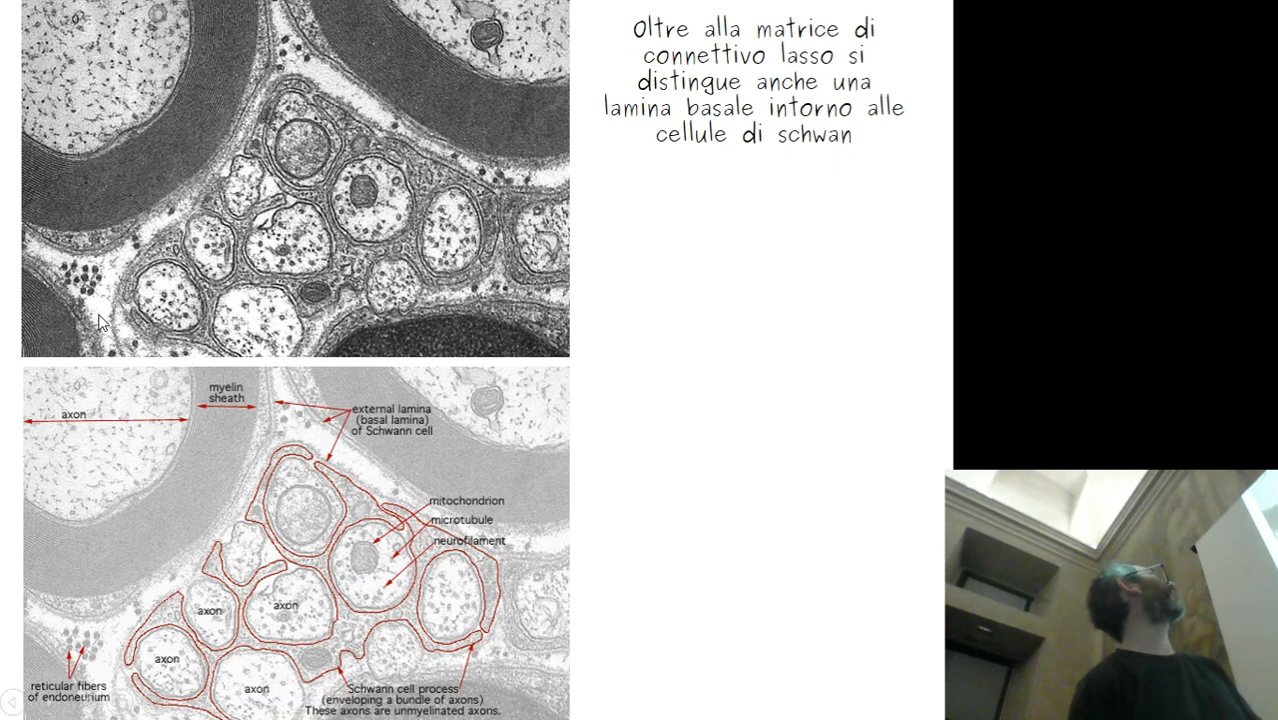 Oltre alla matrice di
connettivo lasso si
distingue anche una
lamina basale intorno alle
cellule di schwan
myelin
sheath
axon
external lamina
(basal lamina)
of Schwann cell
mitochondrion
microtubule
neurofilament
axon
axon
axon
axon
reticular fibers
of endoneurium
Schwann cell process
(enveloping a bundle of axons)
These axons are unmyelinated axons.